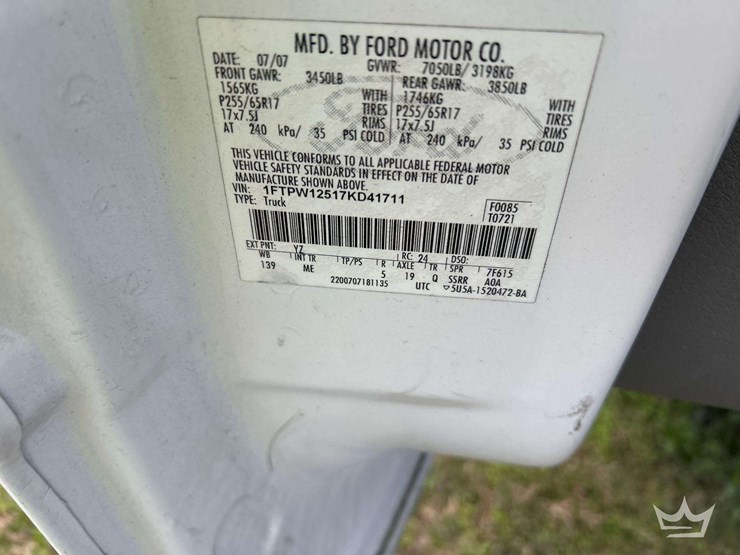 MFD. BY FORD MOTOR CO.
DATE: 07/07 GVWR: 7050LB/ 3198KG
FRONT GAWR: 3450LB REAR GAWR: 3850LB
1565KG WITH 1746KG WITH
P255/65R17 TIRES P255/65R17 TIRES
17x7.5J RIMS 17x7.5J RIMS
AT 240 kPa/ 35 PSI COLD AT 240 kPa/ 35 PSI COLD
THIS VEHICLE CONFORMS TO ALL APPLICABLE FEDERAL MOTOR
VEHICLE SAFETY STANDARDS IN EFFECT ON THE DATE OF
MANUFACTURE SHOWN ABOVE.
VIN: 1FTPW12517KD41711 F0085
TYPE: Truck T0721
EXT PNT: YZ RC: 24 DSO:
WB INT TR TP/PS R AXLE TR SPR 7F615
139 ME 5 19 Q SSRR A0A
2200707181135 UTC ▽5U5A-1520472-BA